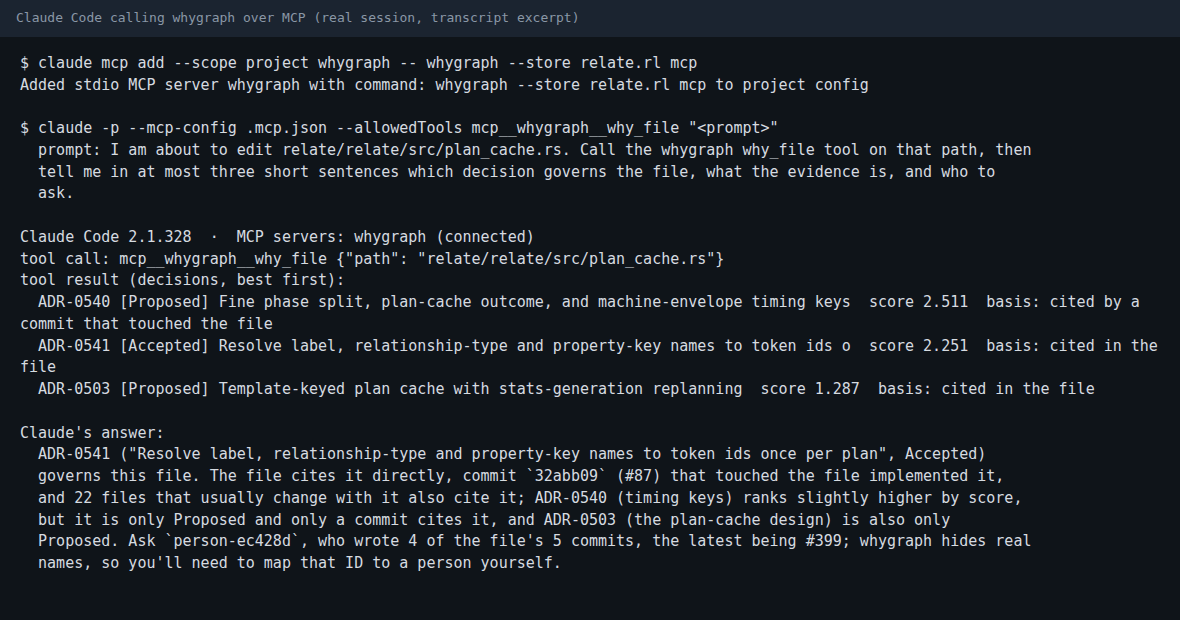 Claude Code calling whygraph over MCP (real session, transcript excerpt)
$ claude mcp add --scope project whygraph -- whygraph --store relate.rl mcp
Added stdio MCP server whygraph with command: whygraph --store relate.rl mcp to project config
$ claude -p --mcp-config .mcp.json --allowedTools mcp__whygraph__why_file "<prompt>"
prompt: I am about to edit relate/relate/src/plan_cache.rs. Call the whygraph why_file tool on that path, then
tell me in at most three short sentences which decision governs the file, what the evidence is, and who to
ask.
Claude Code 2.1.328 · MCP servers: whygraph (connected)
tool call: mcp__whygraph__why_file {"path": "relate/relate/src/plan_cache.rs"}
tool result (decisions, best first):
ADR-0540 [Proposed] Fine phase split, plan-cache outcome, and machine-envelope timing keys score 2.511 basis: cited by a
commit that touched the file
ADR-0541 [Accepted] Resolve label, relationship-type and property-key names to token ids o score 2.251 basis: cited in the
file
ADR-0503 [Proposed] Template-keyed plan cache with stats-generation replanning score 1.287 basis: cited in the file
Claude's answer:
ADR-0541 ("Resolve label, relationship-type and property-key names to token ids once per plan", Accepted)
governs this file. The file cites it directly, commit `32abb09` (#87) that touched the file implemented it,
and 22 files that usually change with it also cite it; ADR-0540 (timing keys) ranks slightly higher by score,
but it is only Proposed and only a commit cites it, and ADR-0503 (the plan-cache design) is also only
Proposed. Ask `person-ec428d`, who wrote 4 of the file's 5 commits, the latest being #399; whygraph hides real
names, so you'll need to map that ID to a person yourself.